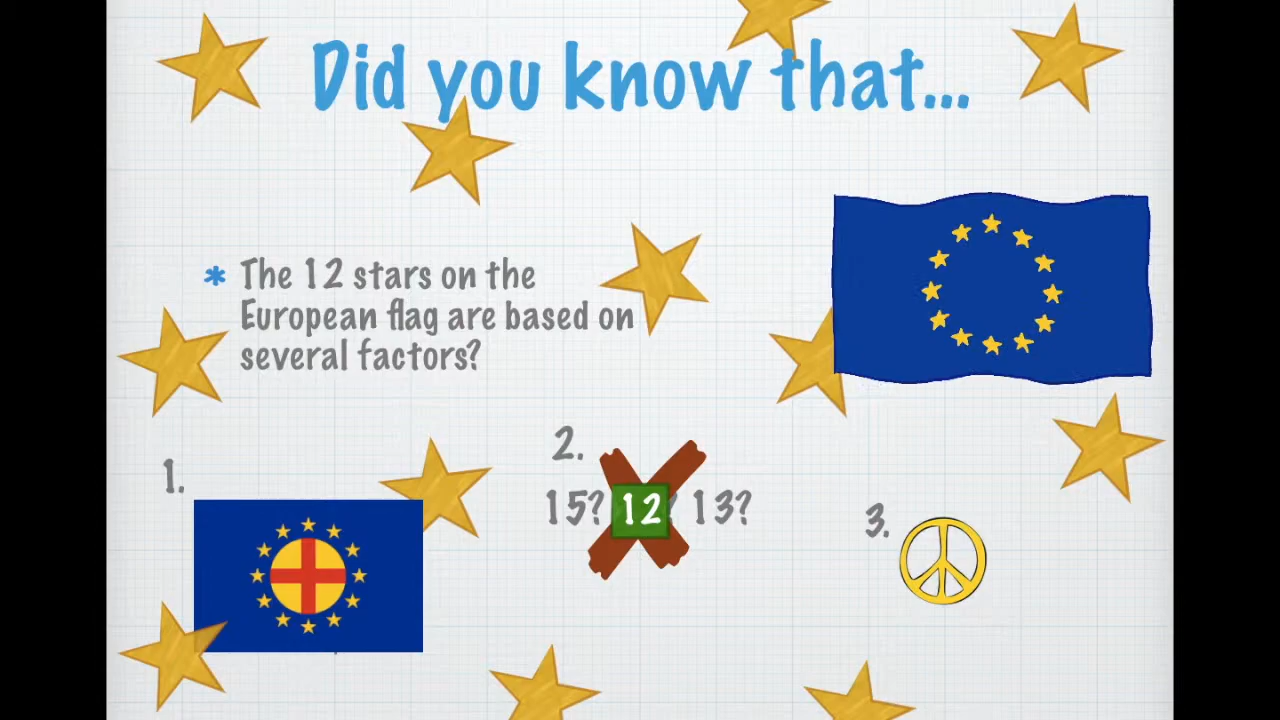 Did you know that...
* The 12 stars on the
European flag are based on
several factors?
1.
2.
15? 12? 13?
3.